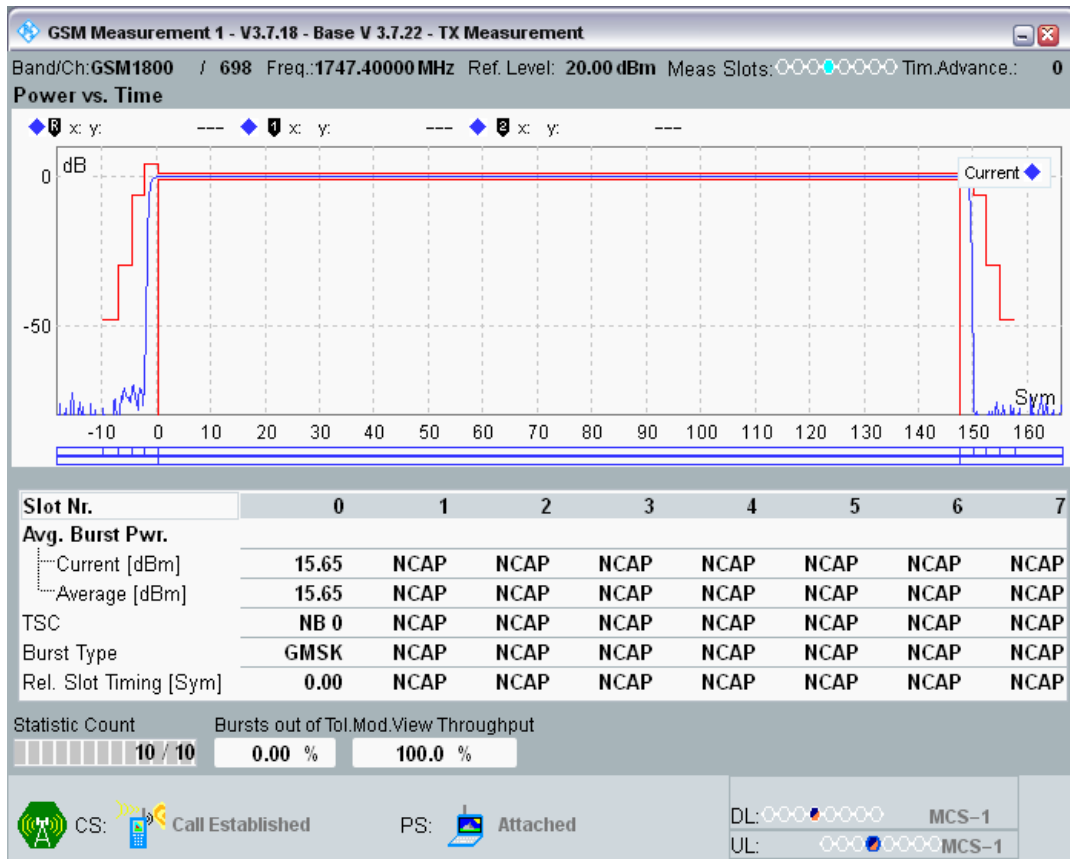 GSM Measurement 1 - V3.7.18 - Base V 3.7.22 - TX Measurement
Band/Ch:GSM1800 / 698 Freq.:1747.40000 MHz Ref. Level: 20.00 dBm Meas Slots: Tim.Advance.: 0
Power vs. Time
R x: y: --- 1 x: y: --- 2 x: y: ---
dB
Current
0
-50
Sym
-10 0 10 20 30 40 50 60 70 80 90 100 110 120 130 140 150 160
Slot Nr. 0 1 2 3 4 5 6 7
Avg. Burst Pwr.
Current [dBm] 15.65 NCAP NCAP NCAP NCAP NCAP NCAP NCAP
Average [dBm] 15.65 NCAP NCAP NCAP NCAP NCAP NCAP NCAP
TSC NB 0 NCAP NCAP NCAP NCAP NCAP NCAP NCAP
Burst Type GMSK NCAP NCAP NCAP NCAP NCAP NCAP NCAP
Rel. Slot Timing [Sym] 0.00 NCAP NCAP NCAP NCAP NCAP NCAP NCAP
Statistic Count Bursts out of Tol.Mod.View Throughput
10 / 10 0.00 % 100.0 %
CS: Call Established PS: Attached
DL: MCS-1
UL: MCS-1